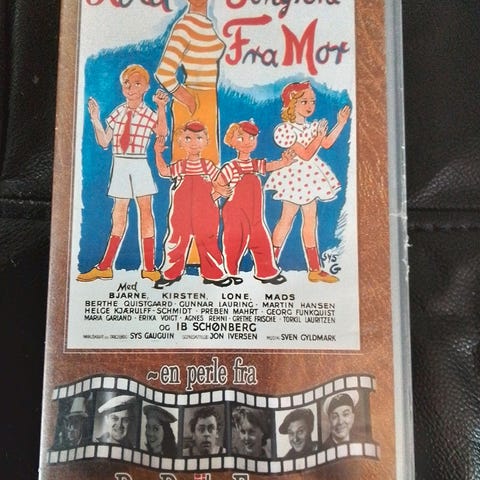 Fra Mor
SYS
G
Med
BJARNE, KIRSTEN, LONE, MADS
BERTHE QUISTGAARD · GUNNAR LAURING · MARTIN HANSEN
HELGE KJÆRULFF-SCHMIDT · PREBEN MAHRT · GEORG FUNKQUIST
MARIA GARLAND · ERIKA VOIGT · AGNES REHNI · GRETHE FRISCHE · TORKIL LAURITZEN
OG IB SCHØNBERG
SYS GAUGUIN JON IVERSEN MUSIK: SVEN GYLDMARK
~en perle fra